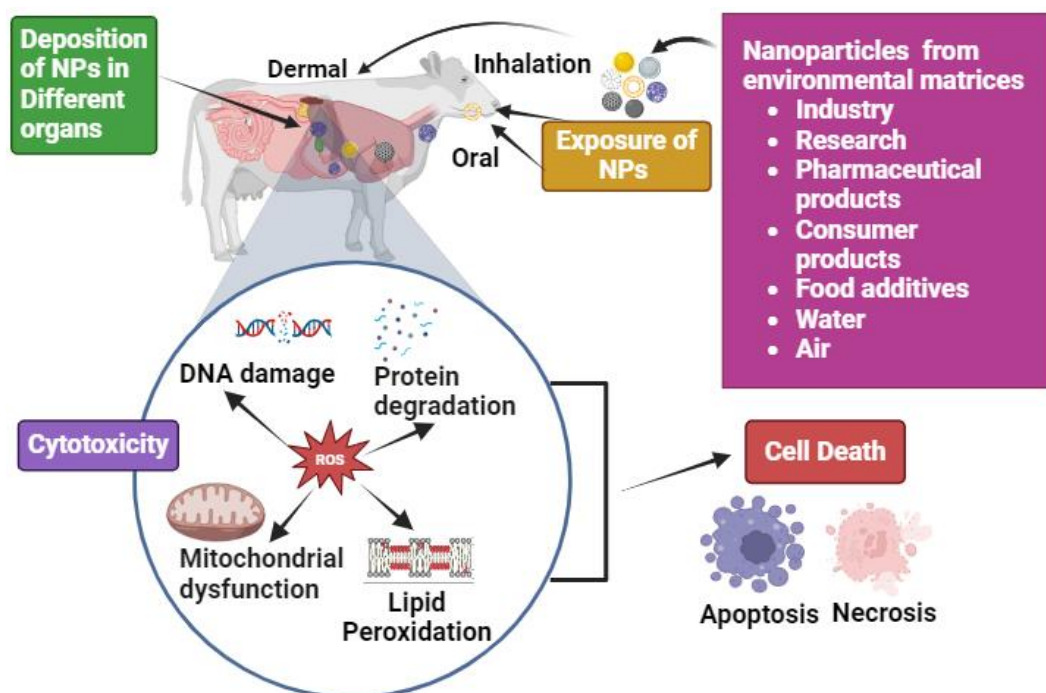 Deposition
of NPs in
Different
organs
Dermal
Inhalation
Oral
Exposure of
NPs
Nanoparticles from
environmental matrices
• Industry
• Research
• Pharmaceutical
products
• Consumer
products
• Food additives
• Water
• Air
Cytotoxicity
DNA damage
Protein
degradation
ROS
Mitochondrial
dysfunction
Lipid
Peroxidation
Cell Death
Apoptosis
Necrosis